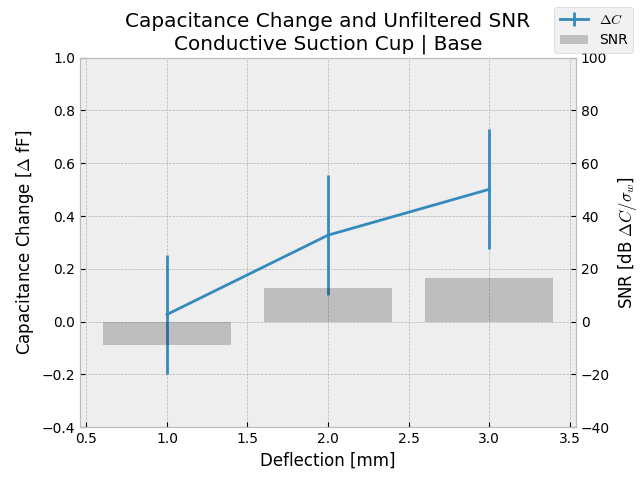 Capacitance Change and Unfiltered SNR
Conductive Suction Cup | Base
ΔC
SNR
Capacitance Change [Δ fF]
1.0
0.8
0.6
0.4
0.2
0.0
−0.2
−0.4
100
80
60
40
20
0
−20
−40
SNR [dB ΔC/σ_w]
0.5 1.0 1.5 2.0 2.5 3.0 3.5
Deflection [mm]